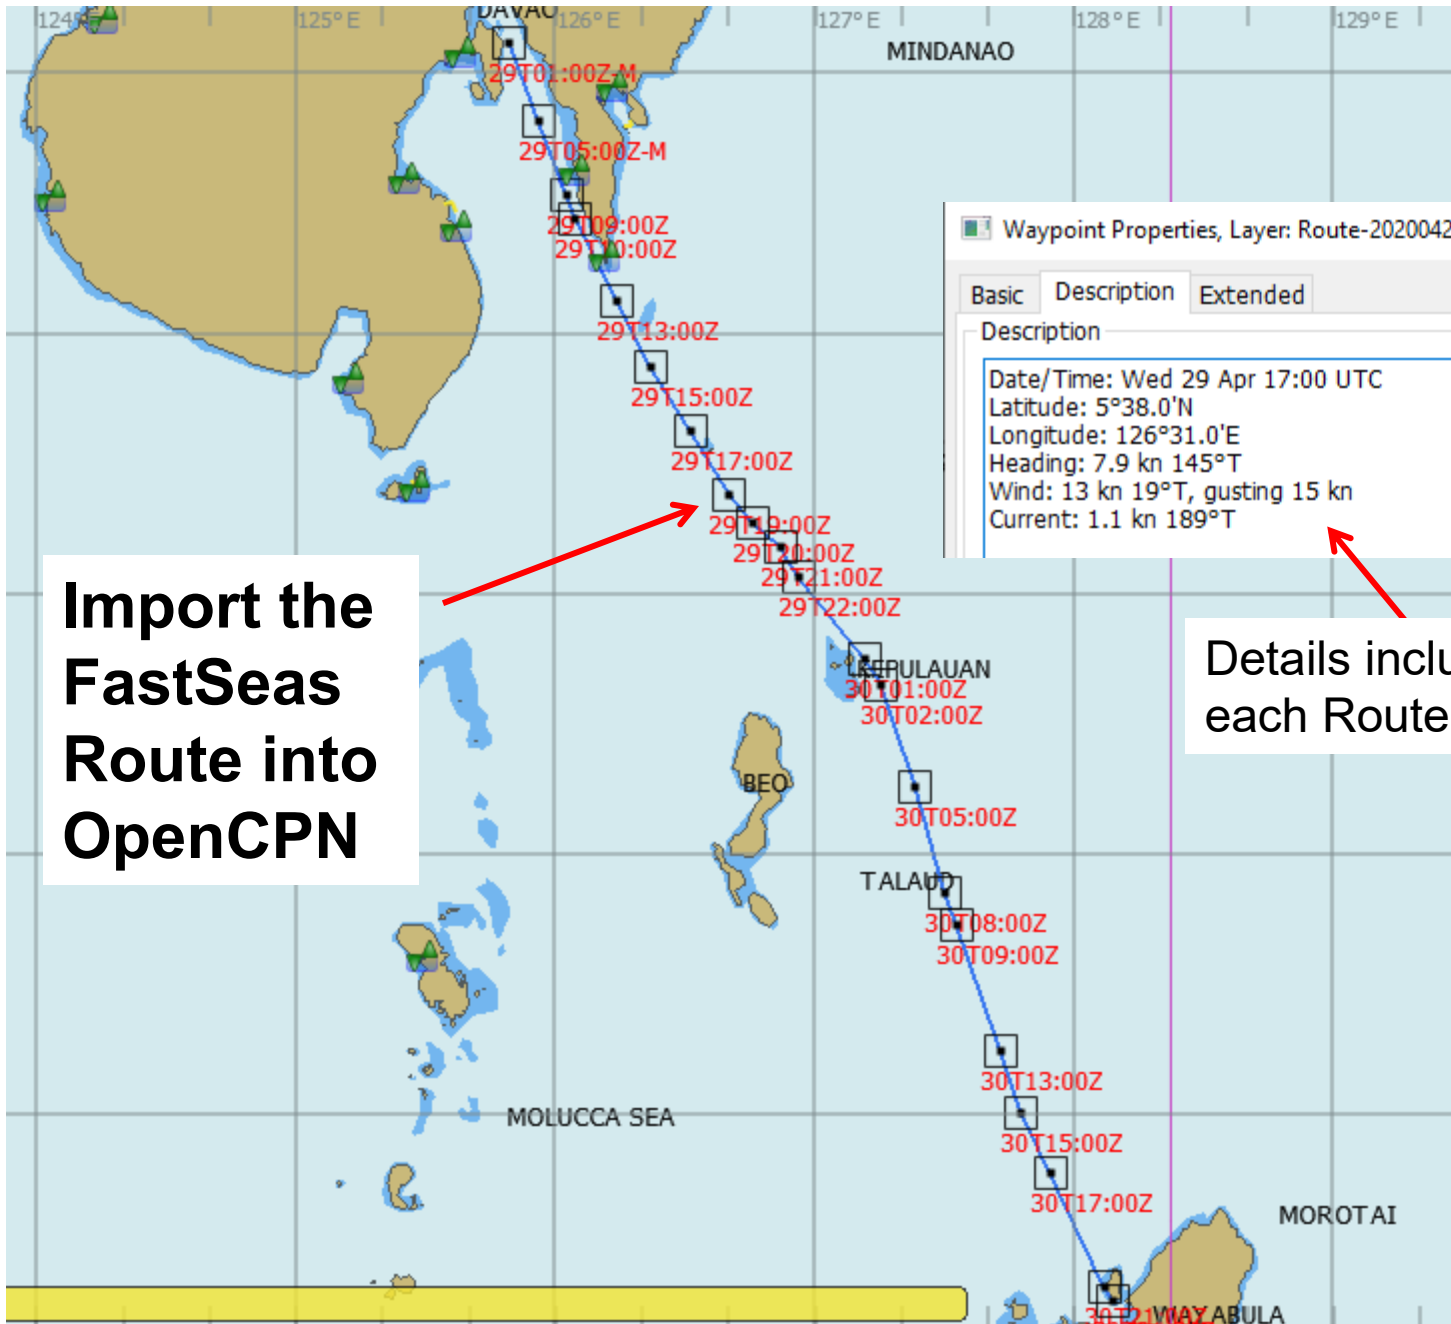 124°
125° E
DAVAO
126° E
127° E
128° E
129° E
MINDANAO
29T01:00Z-M
29T05:00Z-M
29T09:00Z
29T10:00Z
29T13:00Z
29T15:00Z
29T17:00Z
29T19:00Z
29T20:00Z
29T21:00Z
29T22:00Z
Waypoint Properties, Layer: Route-2020042
Basic Description Extended
Description
Date/Time: Wed 29 Apr 17:00 UTC
Latitude: 5°38.0'N
Longitude: 126°31.0'E
Heading: 7.9 kn 145°T
Wind: 13 kn 19°T, gusting 15 kn
Current: 1.1 kn 189°T
Import the
FastSeas
Route into
OpenCPN
Details inclu
each Route
KEPULAUAN
30T01:00Z
30T02:00Z
BEO
30T05:00Z
TALAUD
30T08:00Z
30T09:00Z
30T13:00Z
MOLUCCA SEA
30T15:00Z
30T17:00Z
MOROTAI
30T21:00Z
WAYABULA